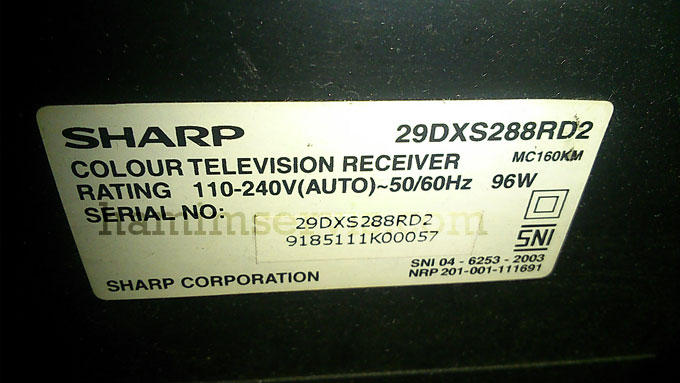 SHARP 29DXS288RD2
MC160KM
COLOUR TELEVISION RECEIVER
RATING 110-240V(AUTO)~50/60Hz 96W
SERIAL NO:
29DXS288RD2
9185111K00057
SNI
SNI 04 - 6253 - 2003
NRP 201-001-111691
SHARP CORPORATION